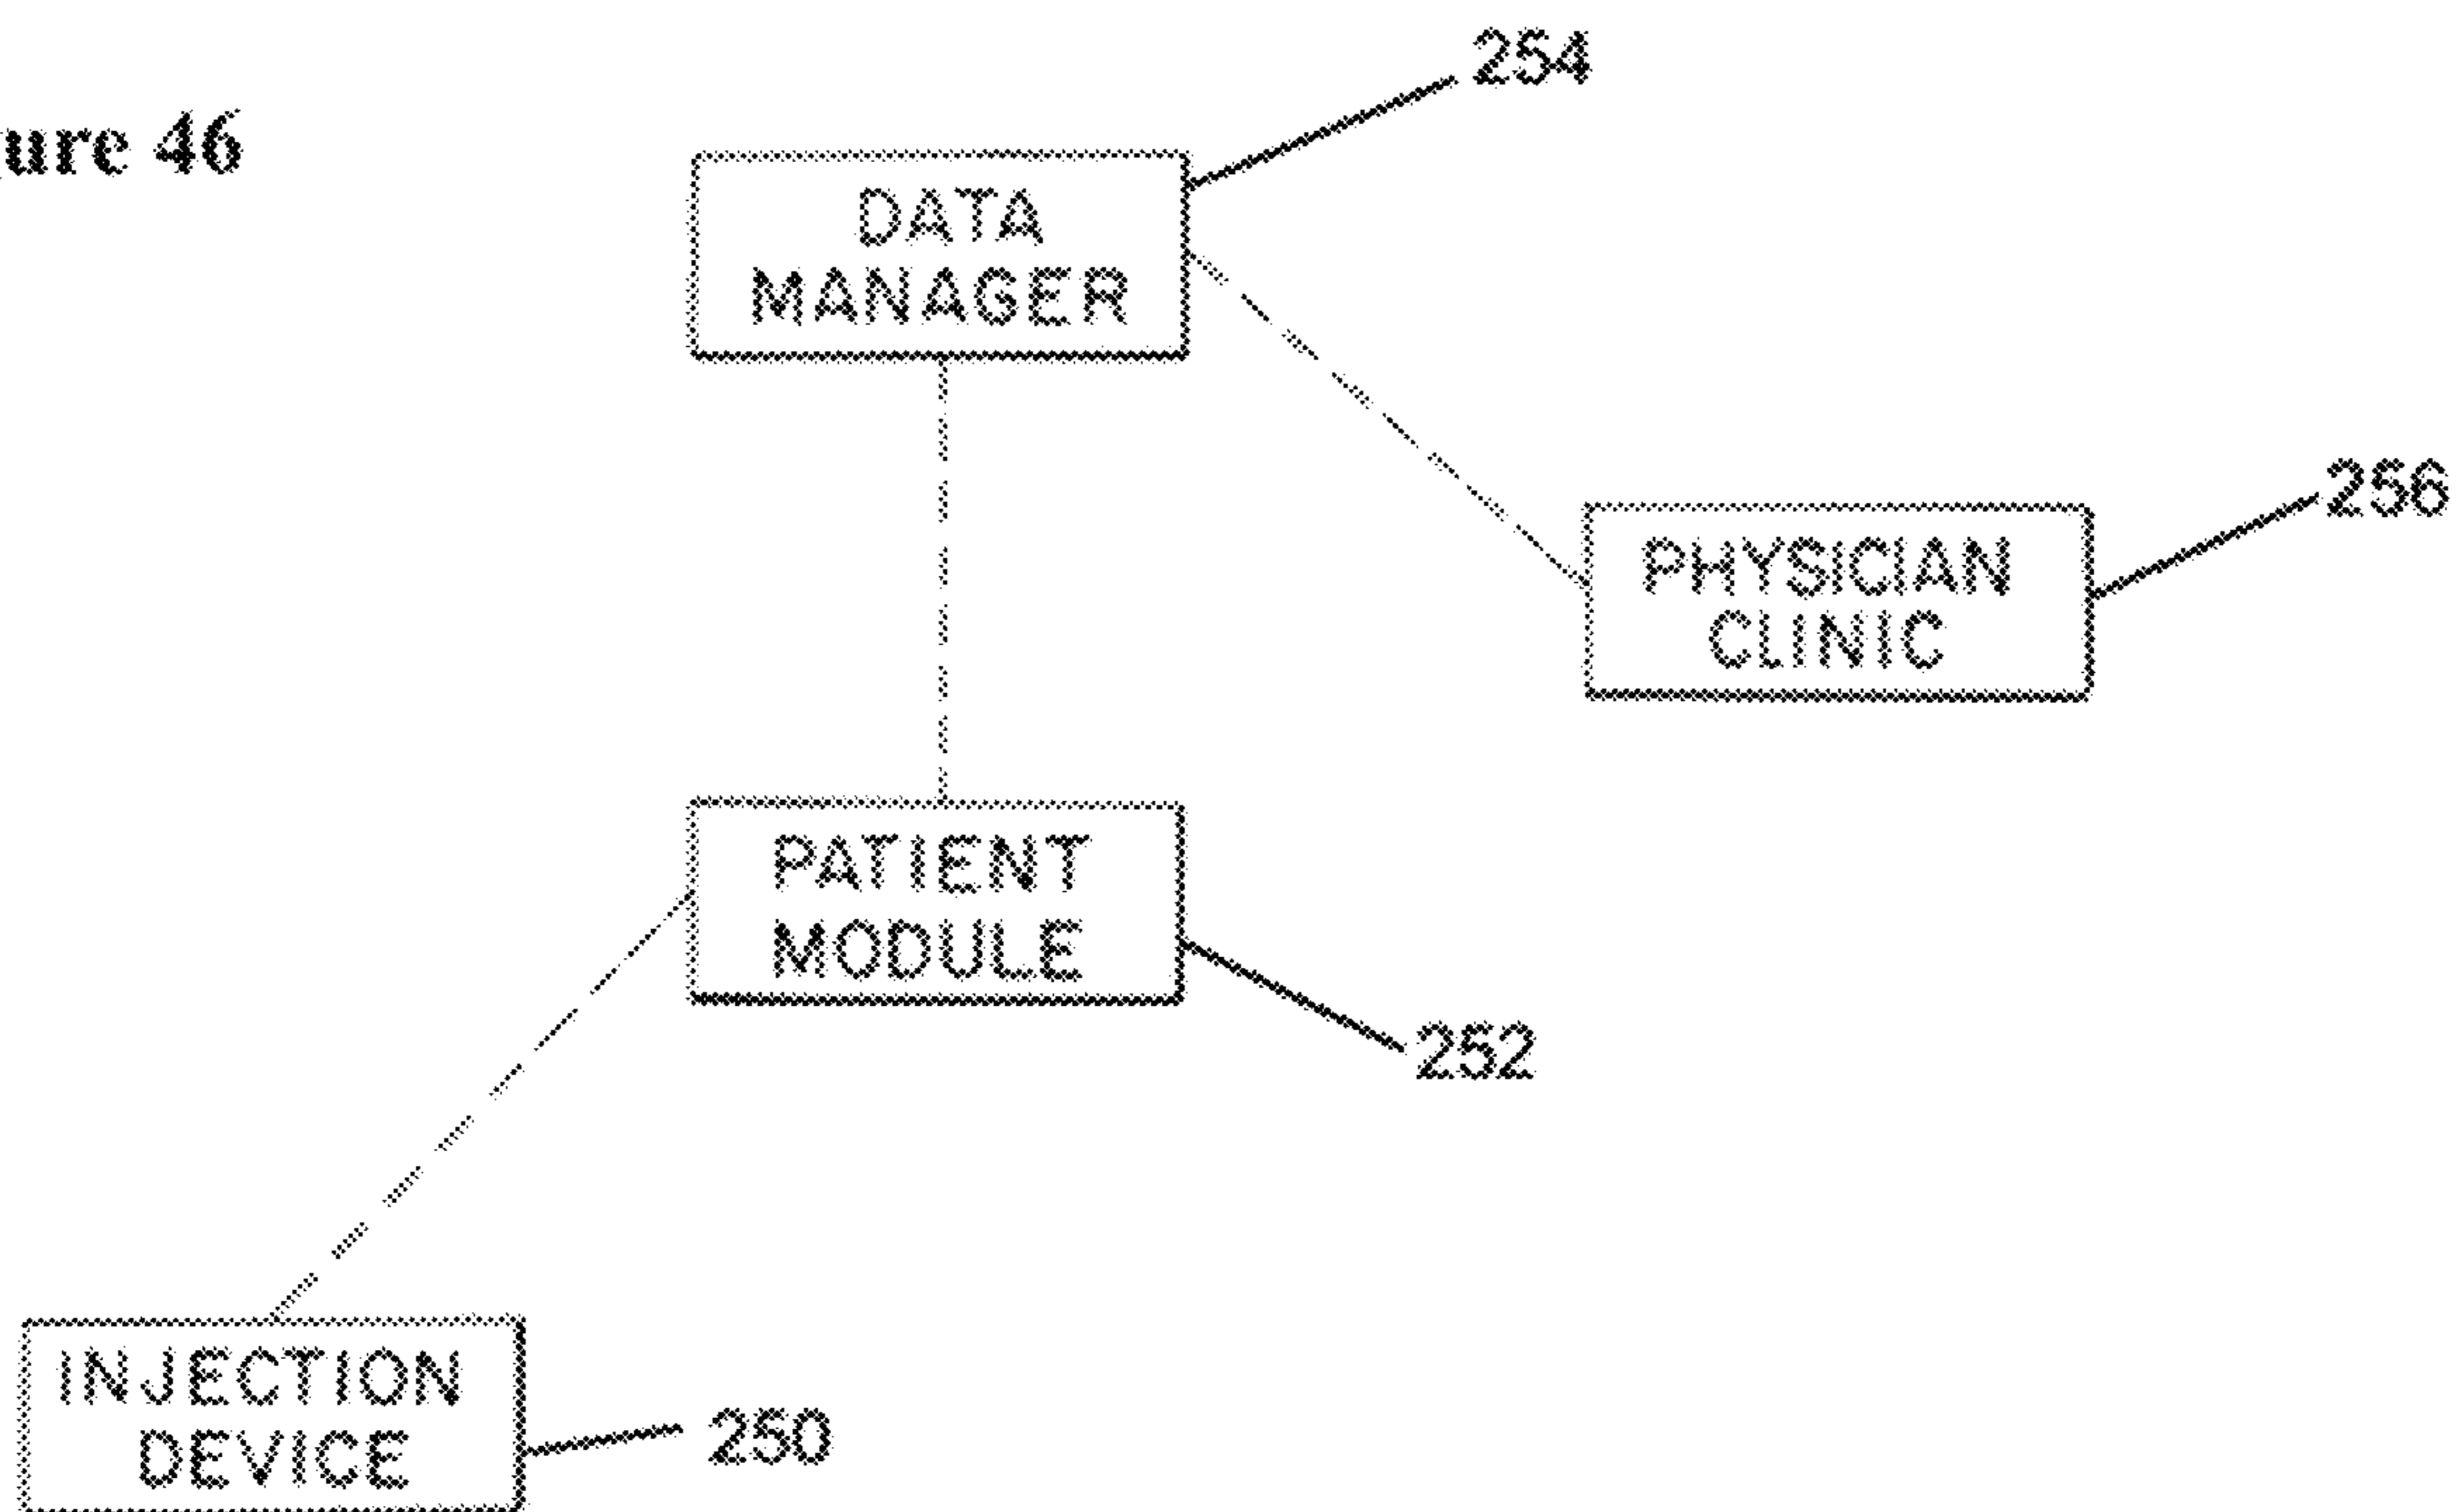 254
ure 46
DATA
MANAGER
256
PHYSICIAN
CLINIC
PATIENT
MODULE
252
INJECTION
DEVICE
250